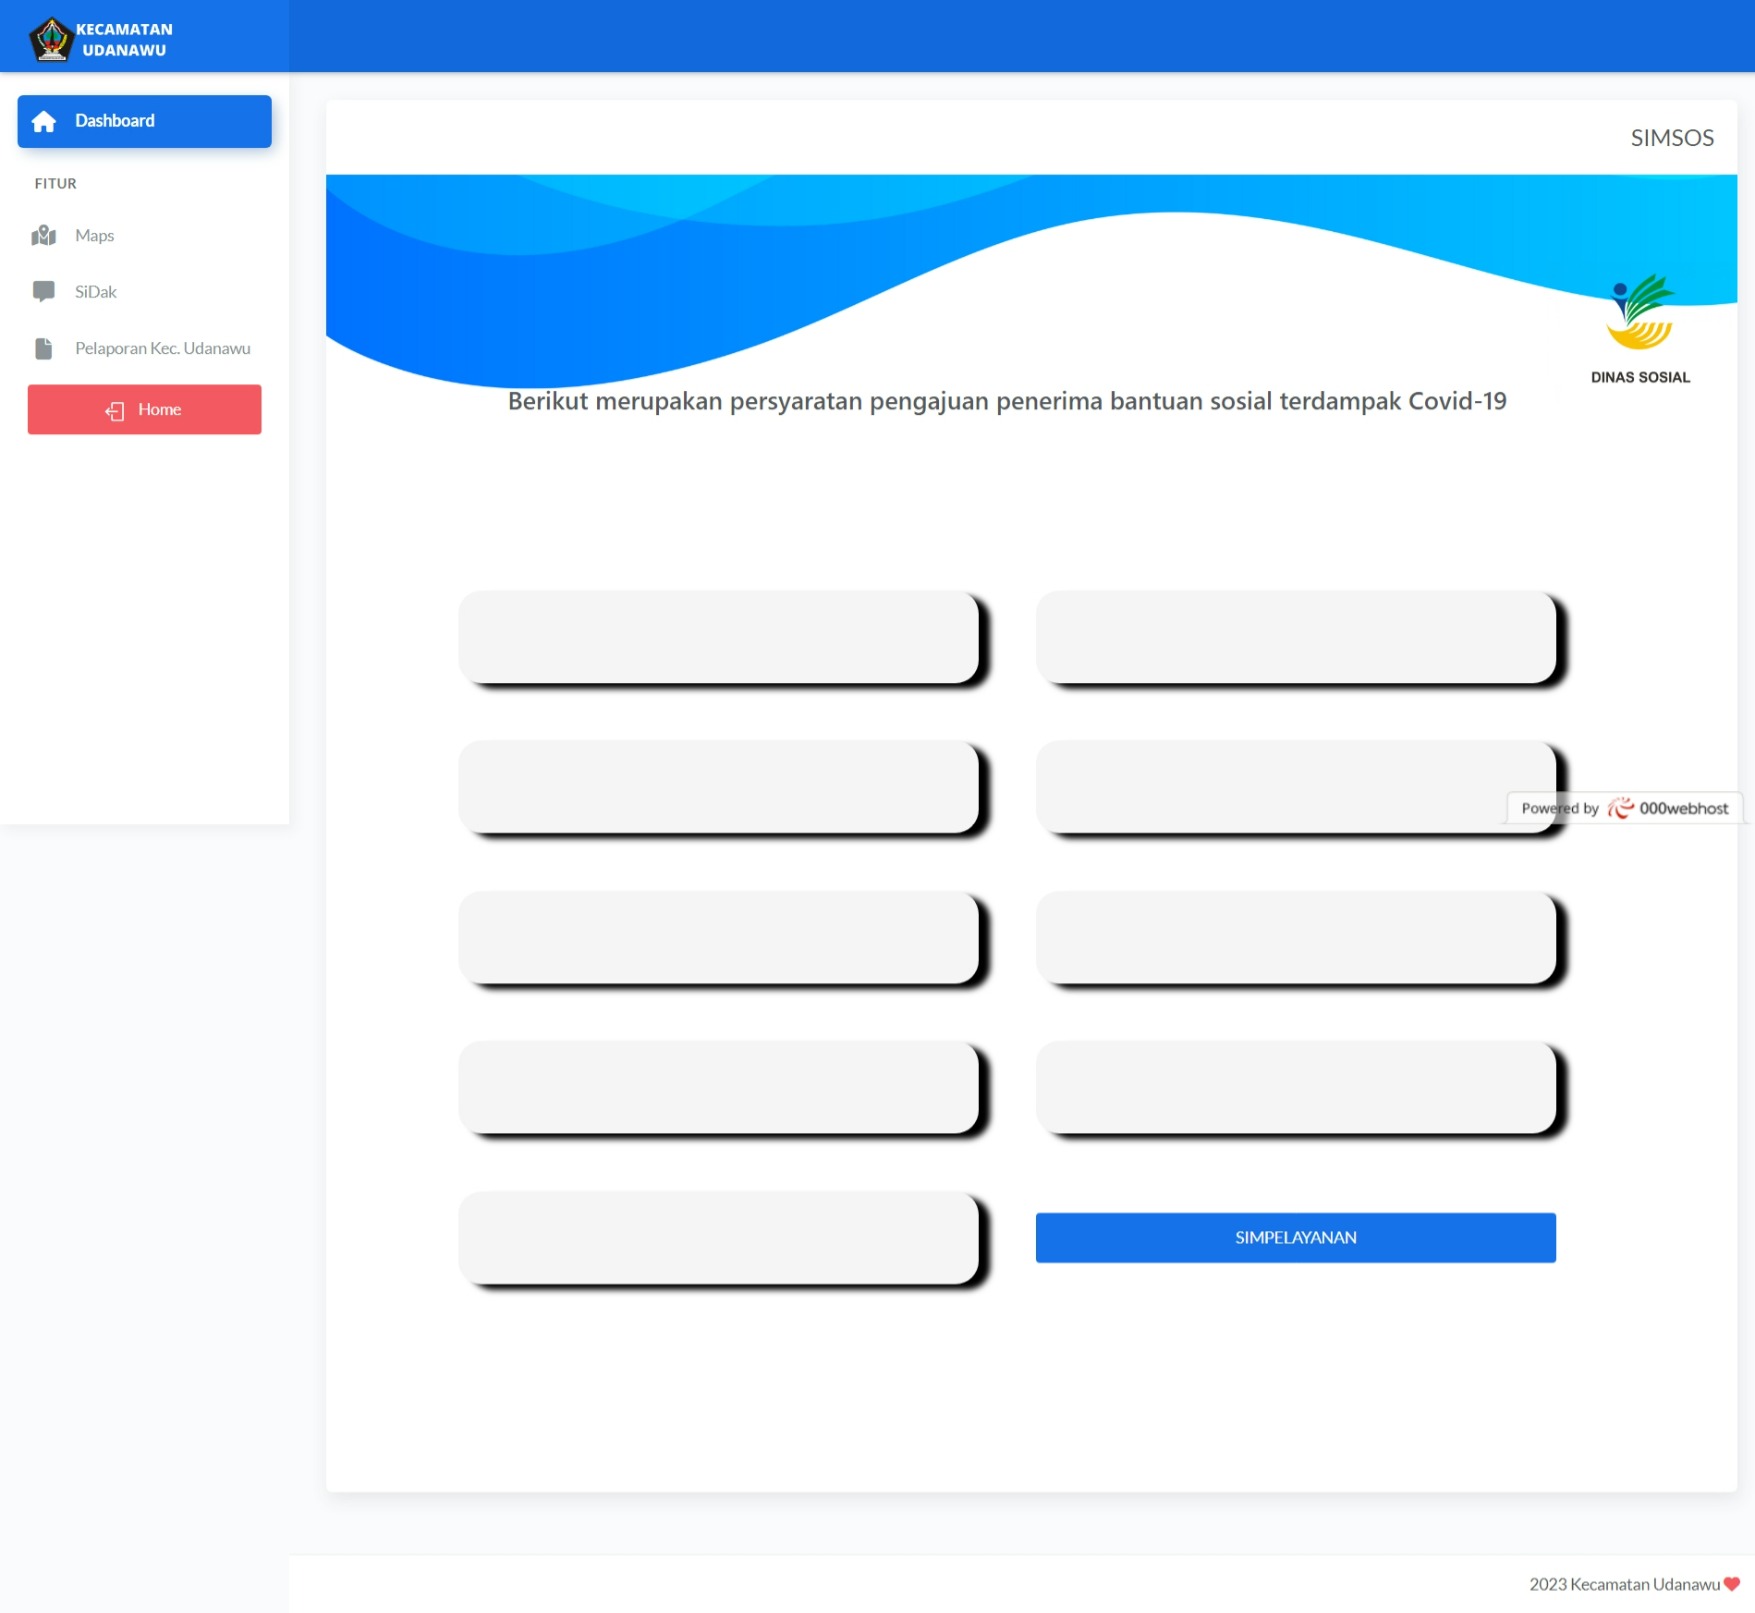 KECAMATAN
UDANAWU
Dashboard
FITUR
Maps
SiDak
Pelaporan Kec. Udanawu
Home
SIMSOS
DINAS SOSIAL
Berikut merupakan persyaratan pengajuan penerima bantuan sosial terdampak Covid-19
Powered by 000webhost
SIMPELAYANAN
2023 Kecamatan Udanawu